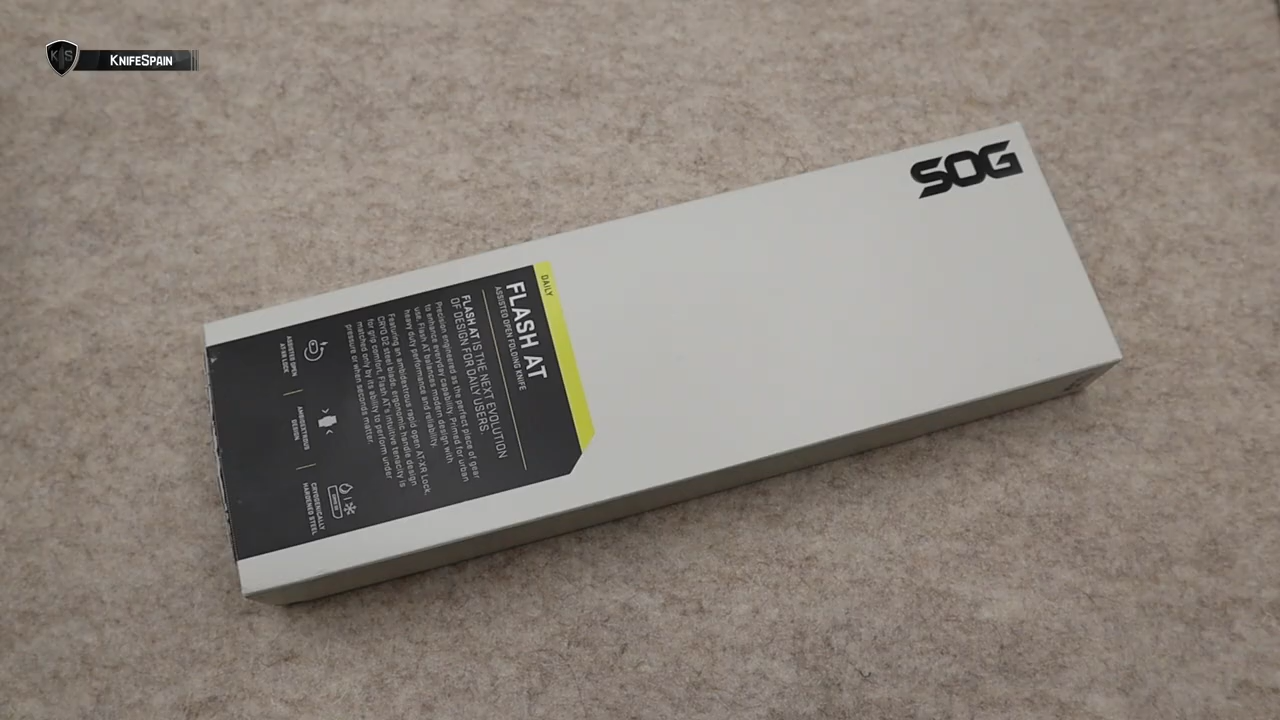 KS
KNIFESPAIN
SOG
DAILY
FLASH AT
ASSISTED OPEN FOLDING KNIFE
FLASH AT IS THE NEXT EVOLUTION
OF DESIGN FOR DAILY USERS.
Precision engineered as the perfect piece of gear
to enhance everyday capability. Primed for urban
use, Flash AT balances modern design with
heavy duty performance and reliability.
Featuring an ambidextrous rapid open AT-XR Lock,
CRYO D2 steel blade, ergonomic handle design
for grip comfort, Flash AT's intuitive tenacity is
matched only by its ability to perform under
pressure or when seconds matter.
ASSISTED OPEN
AT-XR LOCK
AMBIDEXTROUS
DESIGN
CRYOGENICALLY
HARDENED STEEL